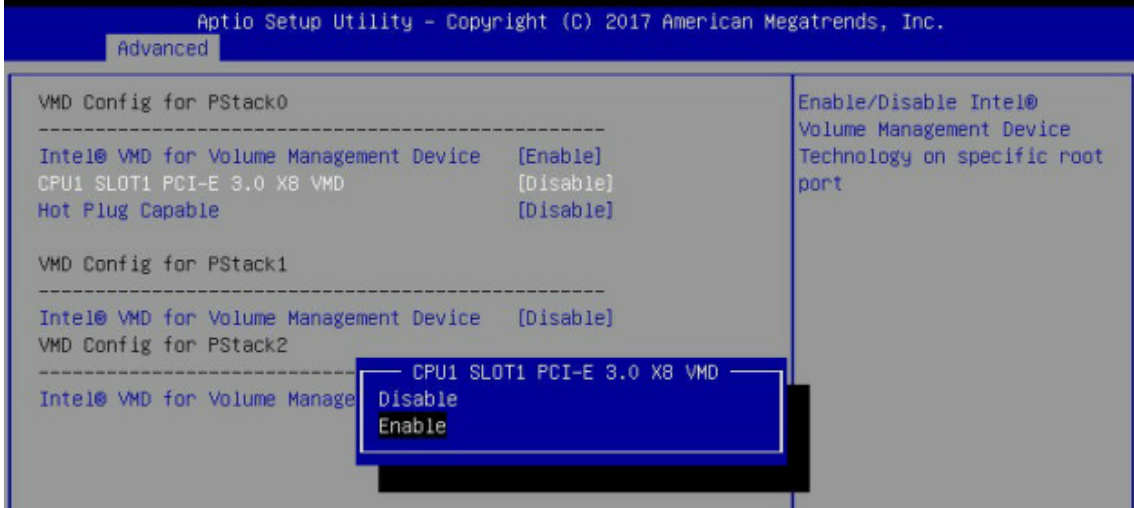 Aptio Setup Utility – Copyright (C) 2017 American Megatrends, Inc.
Advanced
VMD Config for PStack0
Intel® VMD for Volume Management Device [Enable]
CPU1 SLOT1 PCI-E 3.0 X8 VMD [Disable]
Hot Plug Capable [Disable]
VMD Config for PStack1
Intel® VMD for Volume Management Device [Disable]
VMD Config for PStack2
Intel® VMD for Volume Manage
CPU1 SLOT1 PCI-E 3.0 X8 VMD
Disable
Enable
Enable/Disable Intel®
Volume Management Device
Technology on specific root
port